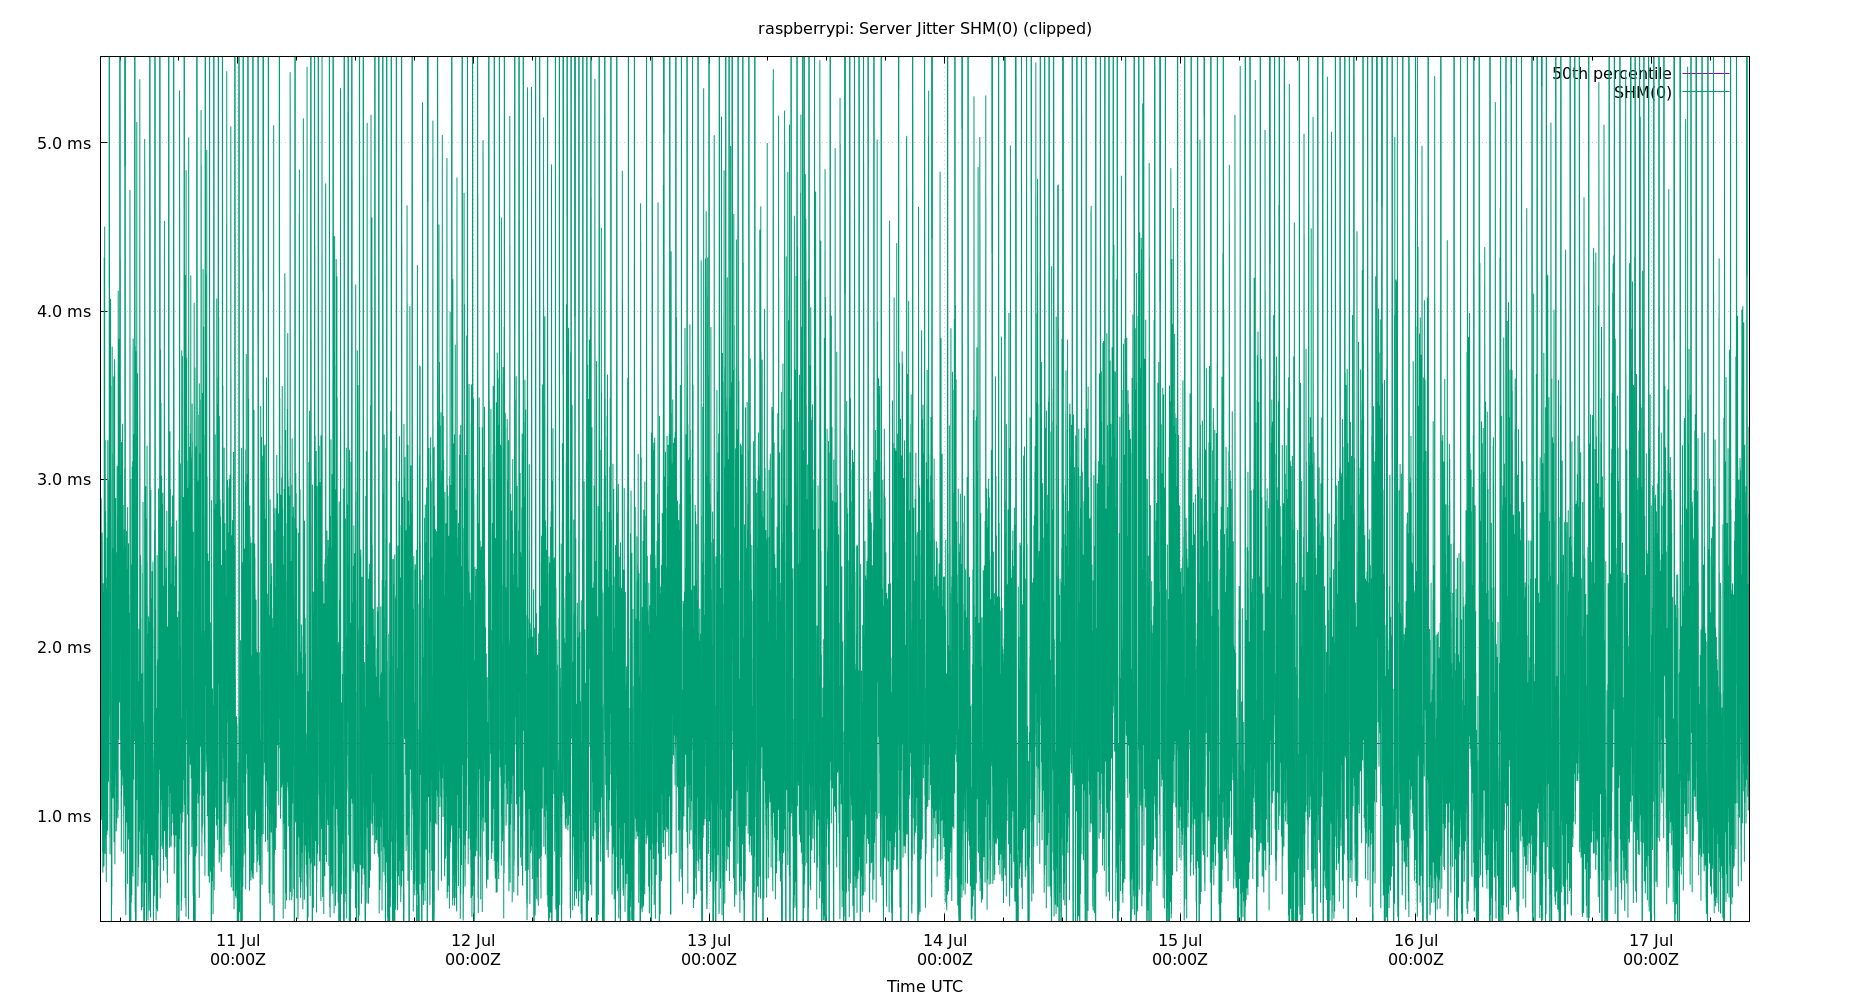 raspberrypi: Server Jitter SHM(0) (clipped)
50th percentile
SHM(0)
5.0 ms
4.0 ms
3.0 ms
2.0 ms
1.0 ms
11 Jul 12 Jul 13 Jul 14 Jul 15 Jul 16 Jul 17 Jul
00:00Z 00:00Z 00:00Z 00:00Z 00:00Z 00:00Z 00:00Z
Time UTC